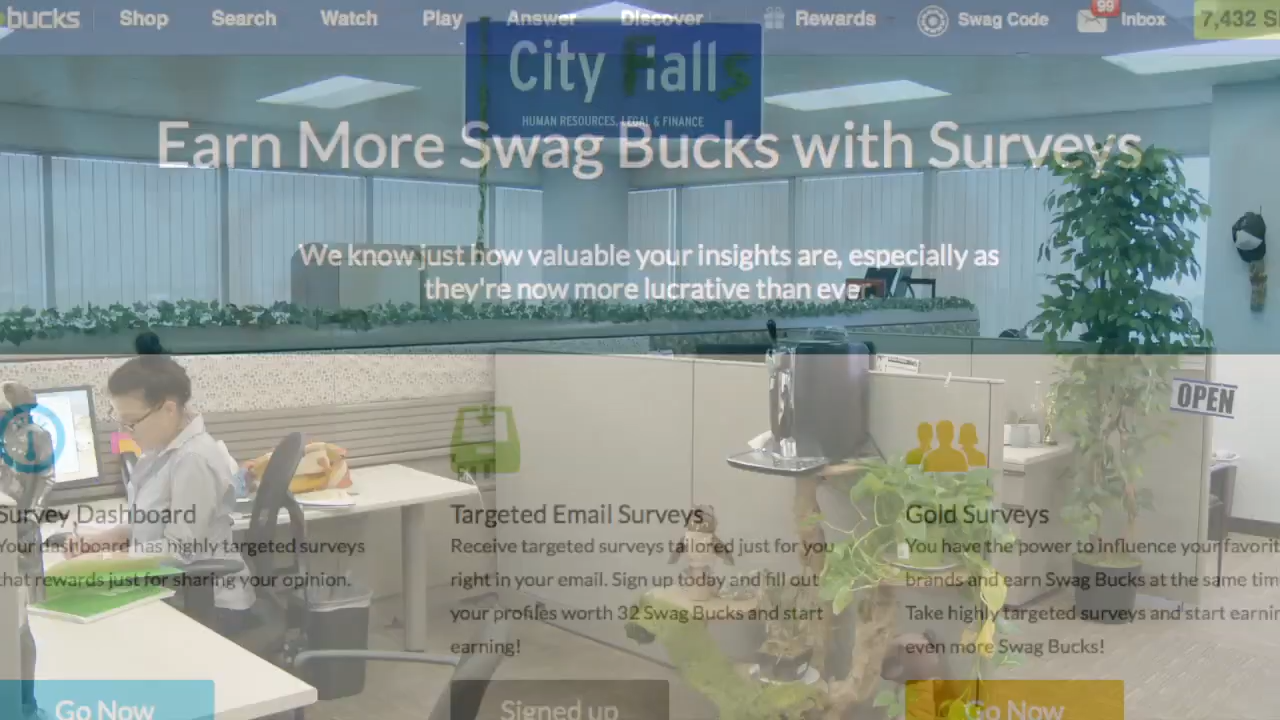 bucks Shop Search Watch Play Answer Discover Rewards Swag Code 99 Inbox 7,432 S
City Falls
HUMAN RESOURCES, LEGAL & FINANCE
Earn More Swag Bucks with Surveys
We know just how valuable your insights are, especially as
they're now more lucrative than eve
OPEN
Survey Dashboard
Your dashboard has highly targeted surveys
that rewards just for sharing your opinion.
Go Now
Targeted Email Surveys
Receive targeted surveys tailored just for you
right in your email. Sign up today and fill out
your profiles worth 32 Swag Bucks and start
earning!
Signed up
Gold Surveys
You have the power to influence your favorit
brands and earn Swag Bucks at the same tim
Take highly targeted surveys and start earnin
even more Swag Bucks!
Go Now